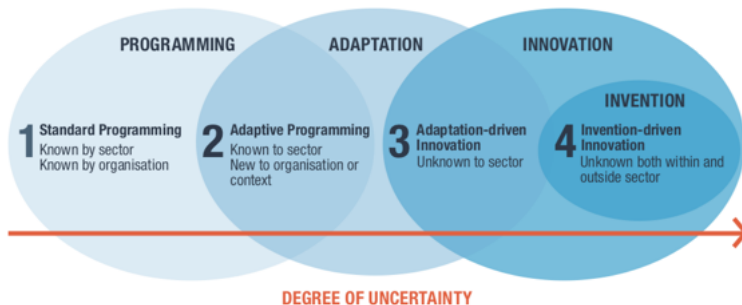 PROGRAMMING
ADAPTATION
INNOVATION
INVENTION
1
Standard Programming
Known by sector
Known by organisation
2
Adaptive Programming
Known to sector
New to organisation or
context
3
Adaptation-driven
Innovation
Unknown to sector
4
Invention-driven
Innovation
Unknown both within and
outside sector
DEGREE OF UNCERTAINTY